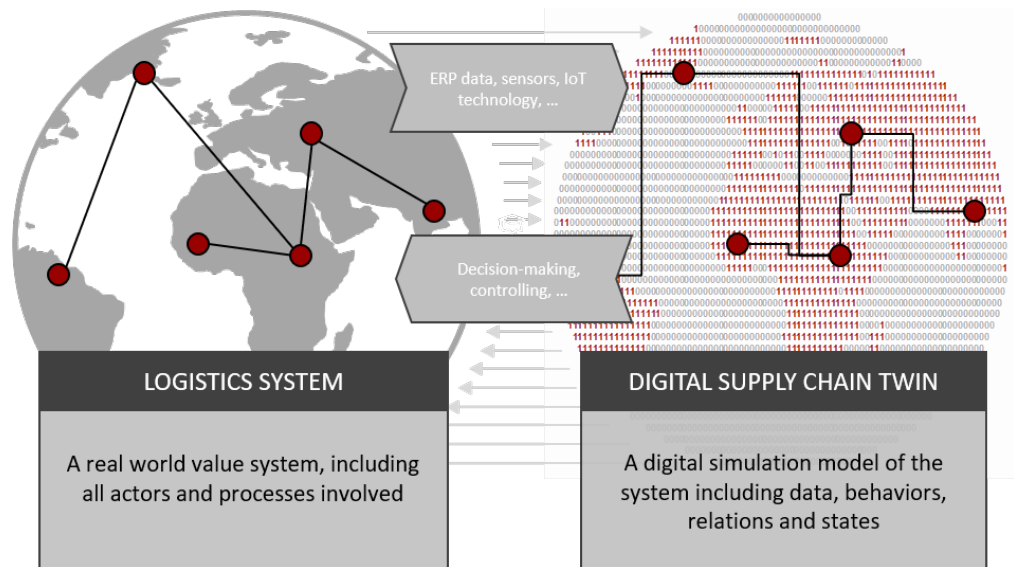 ERP data, sensors, IoT
technology, ...
Decision-making,
controlling, ...
LOGISTICS SYSTEM
A real world value system, including
all actors and processes involved
DIGITAL SUPPLY CHAIN TWIN
A digital simulation model of the
system including data, behaviors,
relations and states